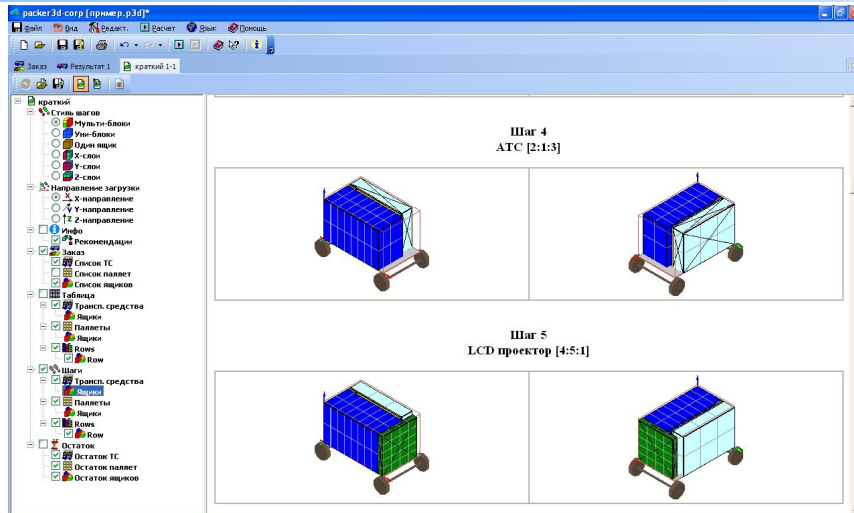 packer3d-corp [пример.p3d]*
Файл Вид Редакт. Расчет Язык Помощь
Заказ Результат 1 краткий 1-1
краткий
Стиль шагов
Мульти-блоки
Уни-блоки
Один ящик
X-слои
Y-слои
Z-слои
Направление загрузки
X-направление
Y-направление
Z-направление
Инфо
Рекомендации
Заказ
Список ТС
Список паллет
Список ящиков
Таблица
Трансп. средства
Ящики
Паллеты
Ящики
Rows
Row
Шаги
Трансп. средства
Ящики
Паллеты
Ящики
Rows
Row
Остаток
Остаток ТС
Остаток паллет
Остаток ящиков
Шаг 4
АТС [2:1:3]
Шаг 5
LCD проектор [4:5:1]